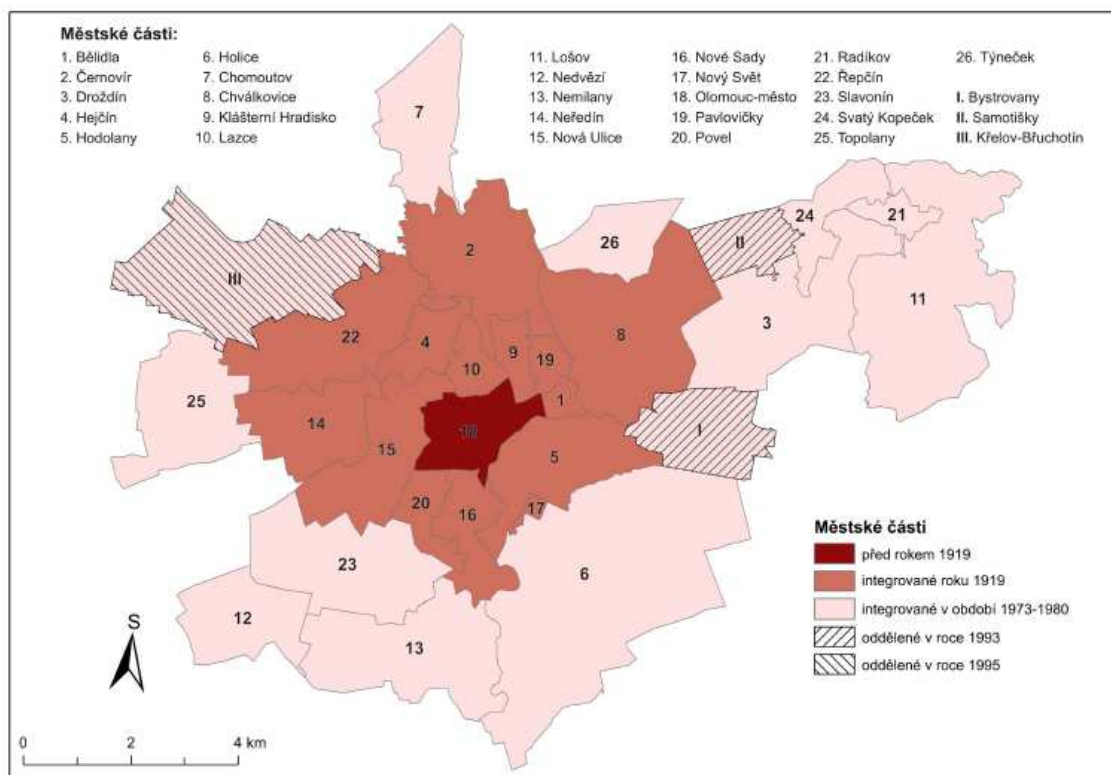 Městské části:
1. Bělidla
2. Černovír
3. Droždín
4. Hejčín
5. Hodolany
6. Holice
7. Chomoutov
8. Chválkovice
9. Klášterní Hradisko
10. Lazce
11. Lošov
12. Nedvězí
13. Nemilany
14. Neředín
15. Nová Ulice
16. Nové Sady
17. Nový Svět
18. Olomouc-město
19. Pavlovičky
20. Povel
21. Radíkov
22. Řepčín
23. Slavonín
24. Svatý Kopeček
25. Topolany
26. Týneček
I. Bystrovany
II. Samotišky
III. Křelov-Břuchotín
7
2
26
II
24
21
III
22
4
10
9
19
8
3
11
25
14
15
18
1
5
I
20
16
17
23
6
12
13
Městské části
před rokem 1919
integrované roku 1919
integrované v období 1973-1980
oddělené v roce 1993
oddělené v roce 1995
S
0 2 4 km